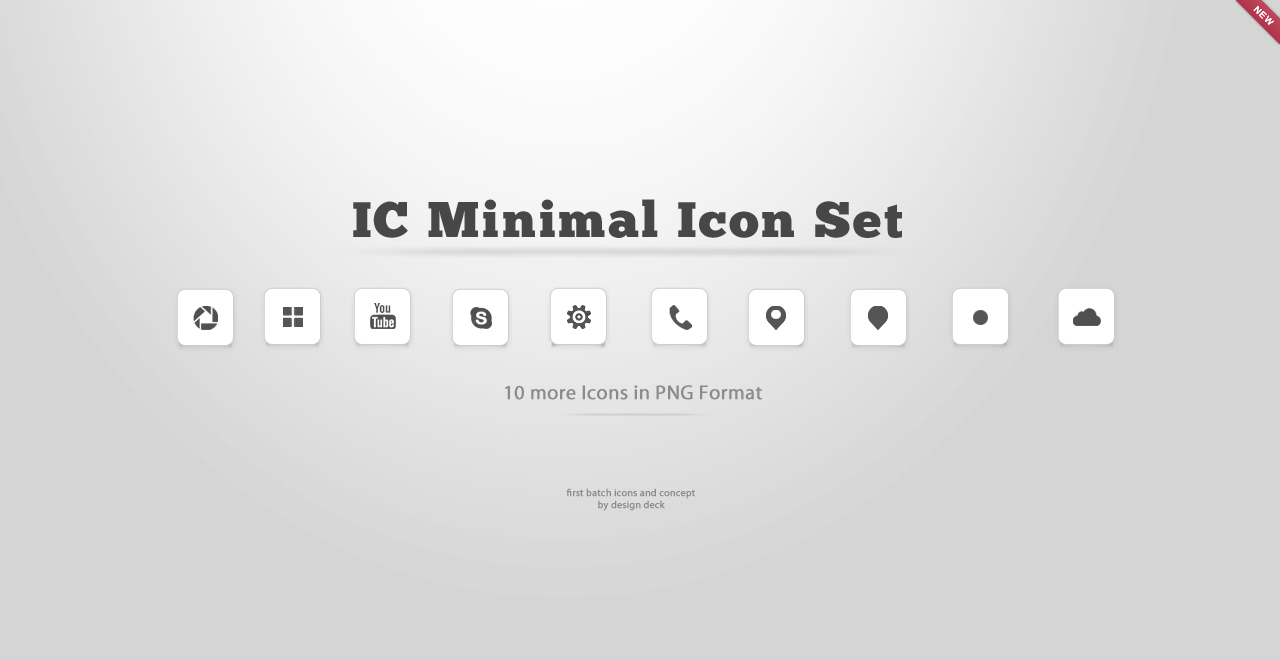 NEW
IC Minimal Icon Set
You
Tube
S
10 more Icons in PNG Format
first batch icons and concept
by design deck